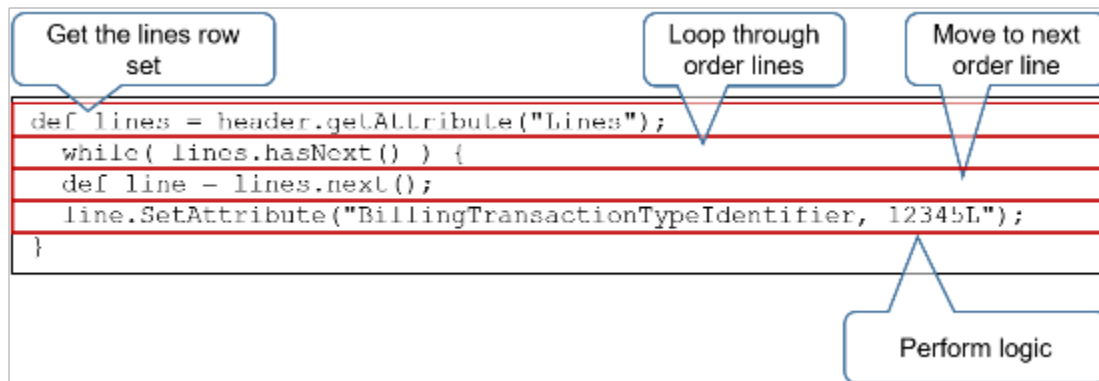 Get the lines row
set
Loop through
order lines
Move to next
order line
def lines = header.getAttribute("Lines");
while( lines.hasNext() ) {
def line = lines.next();
line.SetAttribute("BillingTransactionTypeIdentifier, 12345L");
}
Perform logic